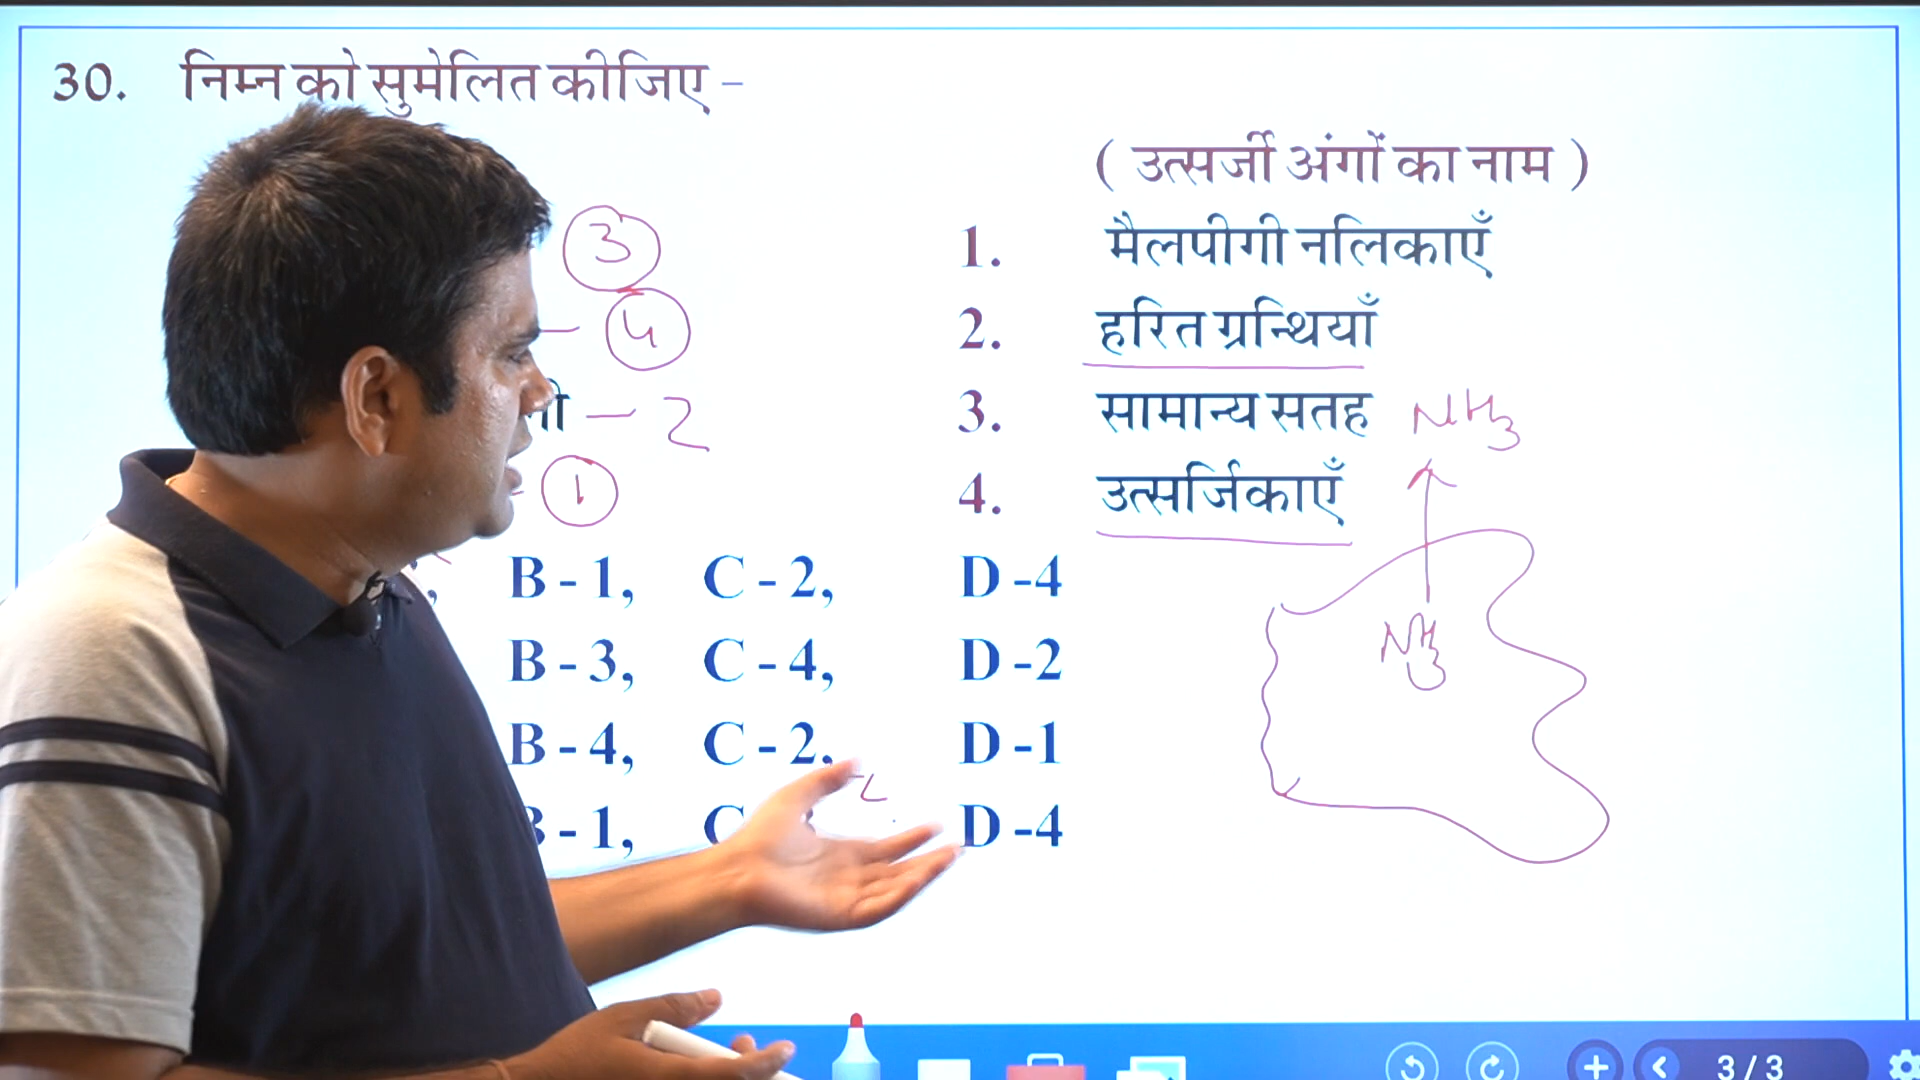 30. निम्न को सुमेलित कीजिए -
( उत्सर्जी अंगों का नाम )
3 1. मैलपीगी नलिकाएँ
- 4 2. हरित ग्रन्थियाँ
- 2 3. सामान्य सतह NH3
- 1 4. उत्सर्जिकाएँ
B - 1, C - 2, D -4
NH3
B - 3, C - 4, D -2
B - 4, C - 2, D -1
- 1, C D -4
3 / 3